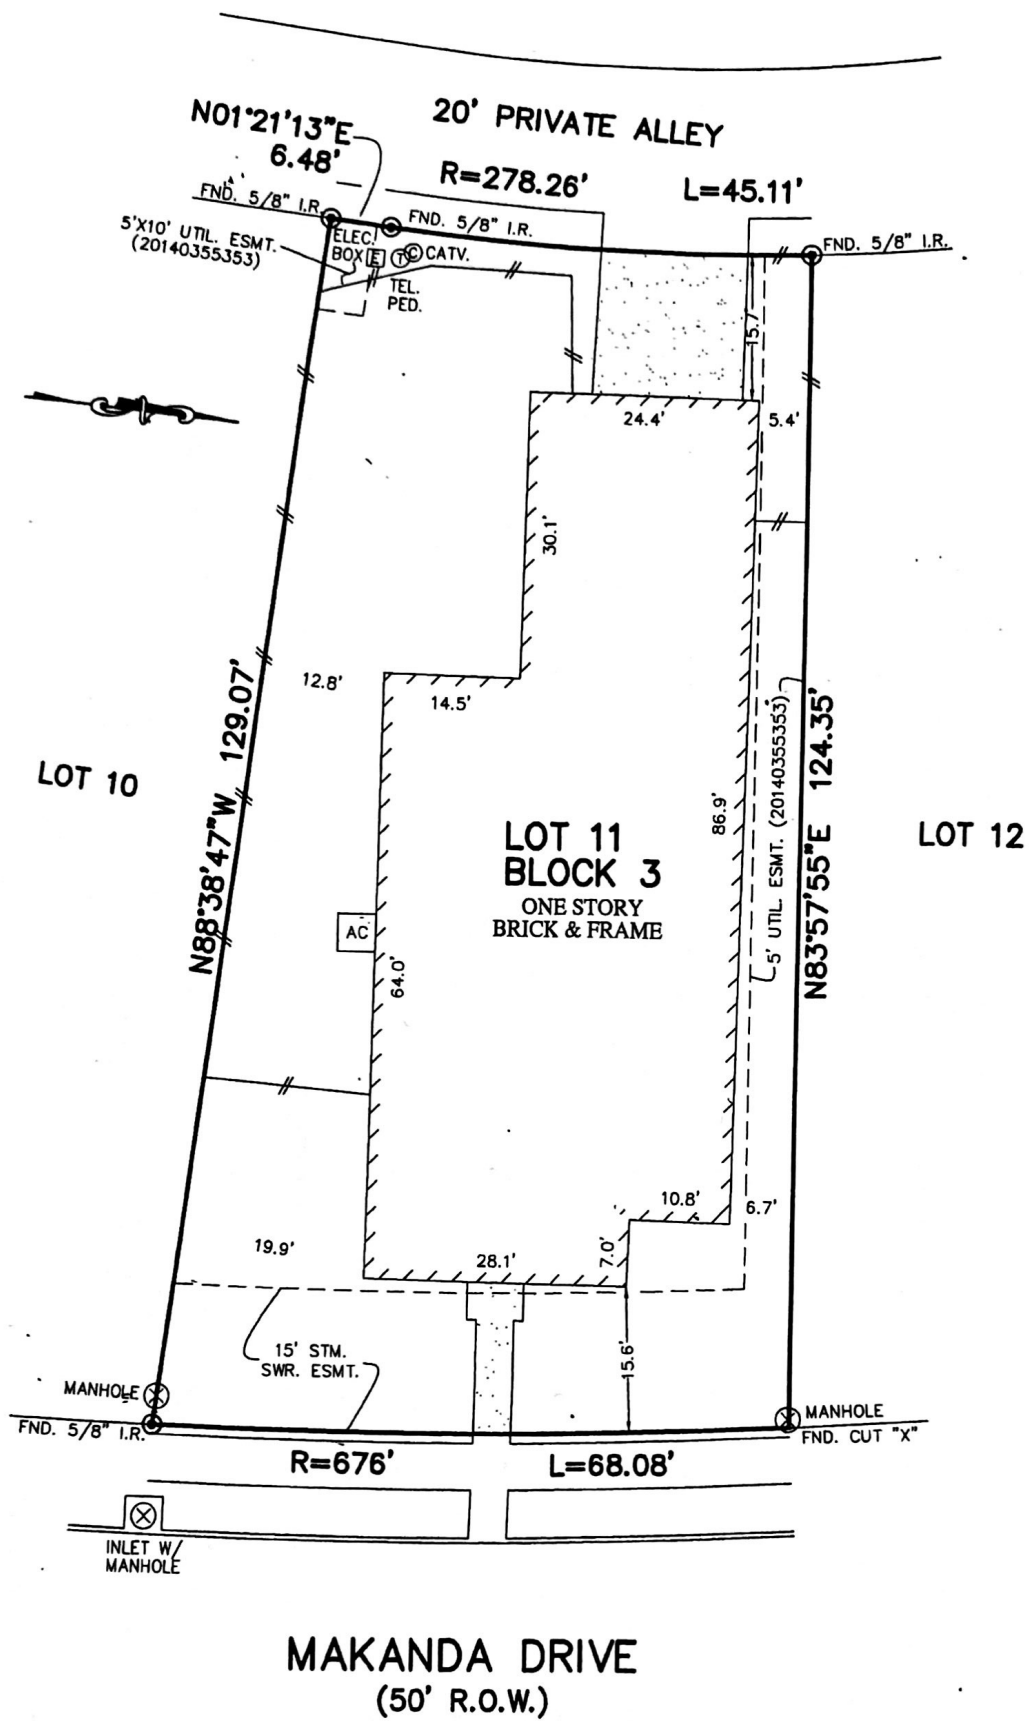 20' PRIVATE ALLEY
N01°21'13"E
6.48'
R=278.26'
L=45.11'
FND. 5/8" I.R.
FND. 5/8" I.R.
FND. 5/8" I.R.
5'X10' UTIL. ESMT.
(20140355353)
ELEC.
BOX E
T C CATV.
TEL.
PED.
15.7'
24.4'
5.4'
30.1'
12.8'
14.5'
N88°38'47"W 129.07'
LOT 10
LOT 11
BLOCK 3
ONE STORY
BRICK & FRAME
86.9'
5' UTIL. ESMT. (20140355353)
N83°57'55"E 124.35'
LOT 12
AC
64.0'
10.8'
6.7'
19.9'
28.1'
7.0'
15' STM.
SWR. ESMT.
15.6'
MANHOLE
FND. 5/8" I.R.
MANHOLE
FND. CUT "X"
R=676'
L=68.08'
INLET W/
MANHOLE
MAKANDA DRIVE
(50' R.O.W.)